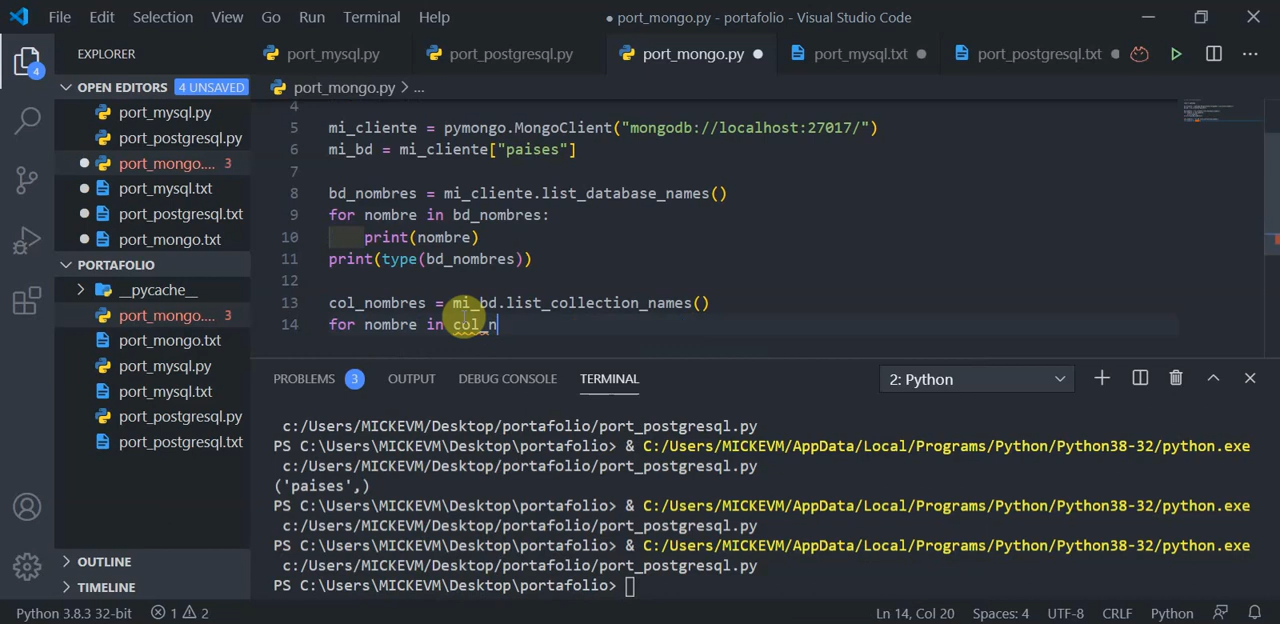 File Edit Selection View Go Run Terminal Help ● port_mongo.py - portafolio - Visual Studio Code
EXPLORER
port_mysql.py port_postgresql.py port_mongo.py port_mysql.txt port_postgresql.txt
OPEN EDITORS 4 UNSAVED
port_mysql.py
port_postgresql.py
port_mongo.... 3
port_mysql.txt
port_postgresql.txt
port_mongo.txt
PORTAFOLIO
__pycache__
port_mongo.... 3
port_mongo.txt
port_mysql.py
port_mysql.txt
port_postgresql.py
port_postgresql.txt
OUTLINE
TIMELINE
4
port_mongo.py > ...
4
5 mi_cliente = pymongo.MongoClient("mongodb://localhost:27017/")
6 mi_bd = mi_cliente["paises"]
7
8 bd_nombres = mi_cliente.list_database_names()
9 for nombre in bd_nombres:
10 print(nombre)
11 print(type(bd_nombres))
12
13 col_nombres = mi_bd.list_collection_names()
14 for nombre in col_n
PROBLEMS 3 OUTPUT DEBUG CONSOLE TERMINAL 2: Python
c:/Users/MICKEVM/Desktop/portafolio/port_postgresql.py
PS C:\Users\MICKEVM\Desktop\portafolio> & C:/Users/MICKEVM/AppData/Local/Programs/Python/Python38-32/python.exe
c:/Users/MICKEVM/Desktop/portafolio/port_postgresql.py
('paises',)
PS C:\Users\MICKEVM\Desktop\portafolio> & C:/Users/MICKEVM/AppData/Local/Programs/Python/Python38-32/python.exe
c:/Users/MICKEVM/Desktop/portafolio/port_postgresql.py
PS C:\Users\MICKEVM\Desktop\portafolio> & C:/Users/MICKEVM/AppData/Local/Programs/Python/Python38-32/python.exe
c:/Users/MICKEVM/Desktop/portafolio/port_postgresql.py
PS C:\Users\MICKEVM\Desktop\portafolio>
Python 3.8.3 32-bit 1 2 Ln 14, Col 20 Spaces: 4 UTF-8 CRLF Python